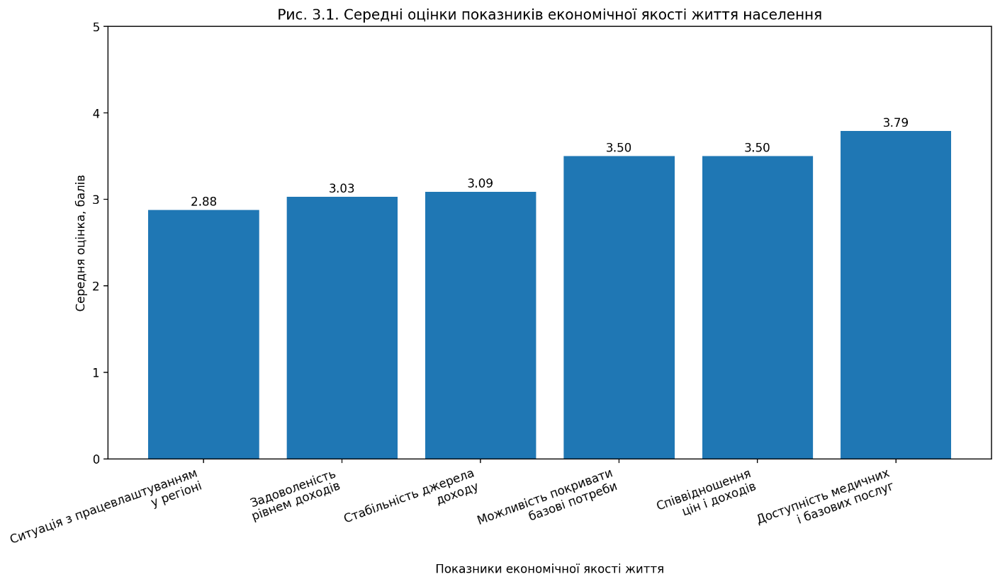 Рис. 3.1. Середні оцінки показників економічної якості життя населення
Середня оцінка, балів
5
4
3
2
1
0
2.88
3.03
3.09
3.50
3.50
3.79
Ситуація з працевлаштуванням
у регіоні
Задоволеність
рівнем доходів
Стабільність джерела
доходу
Можливість покривати
базові потреби
Співвідношення
цін і доходів
Доступність медичних
і базових послуг
Показники економічної якості життя